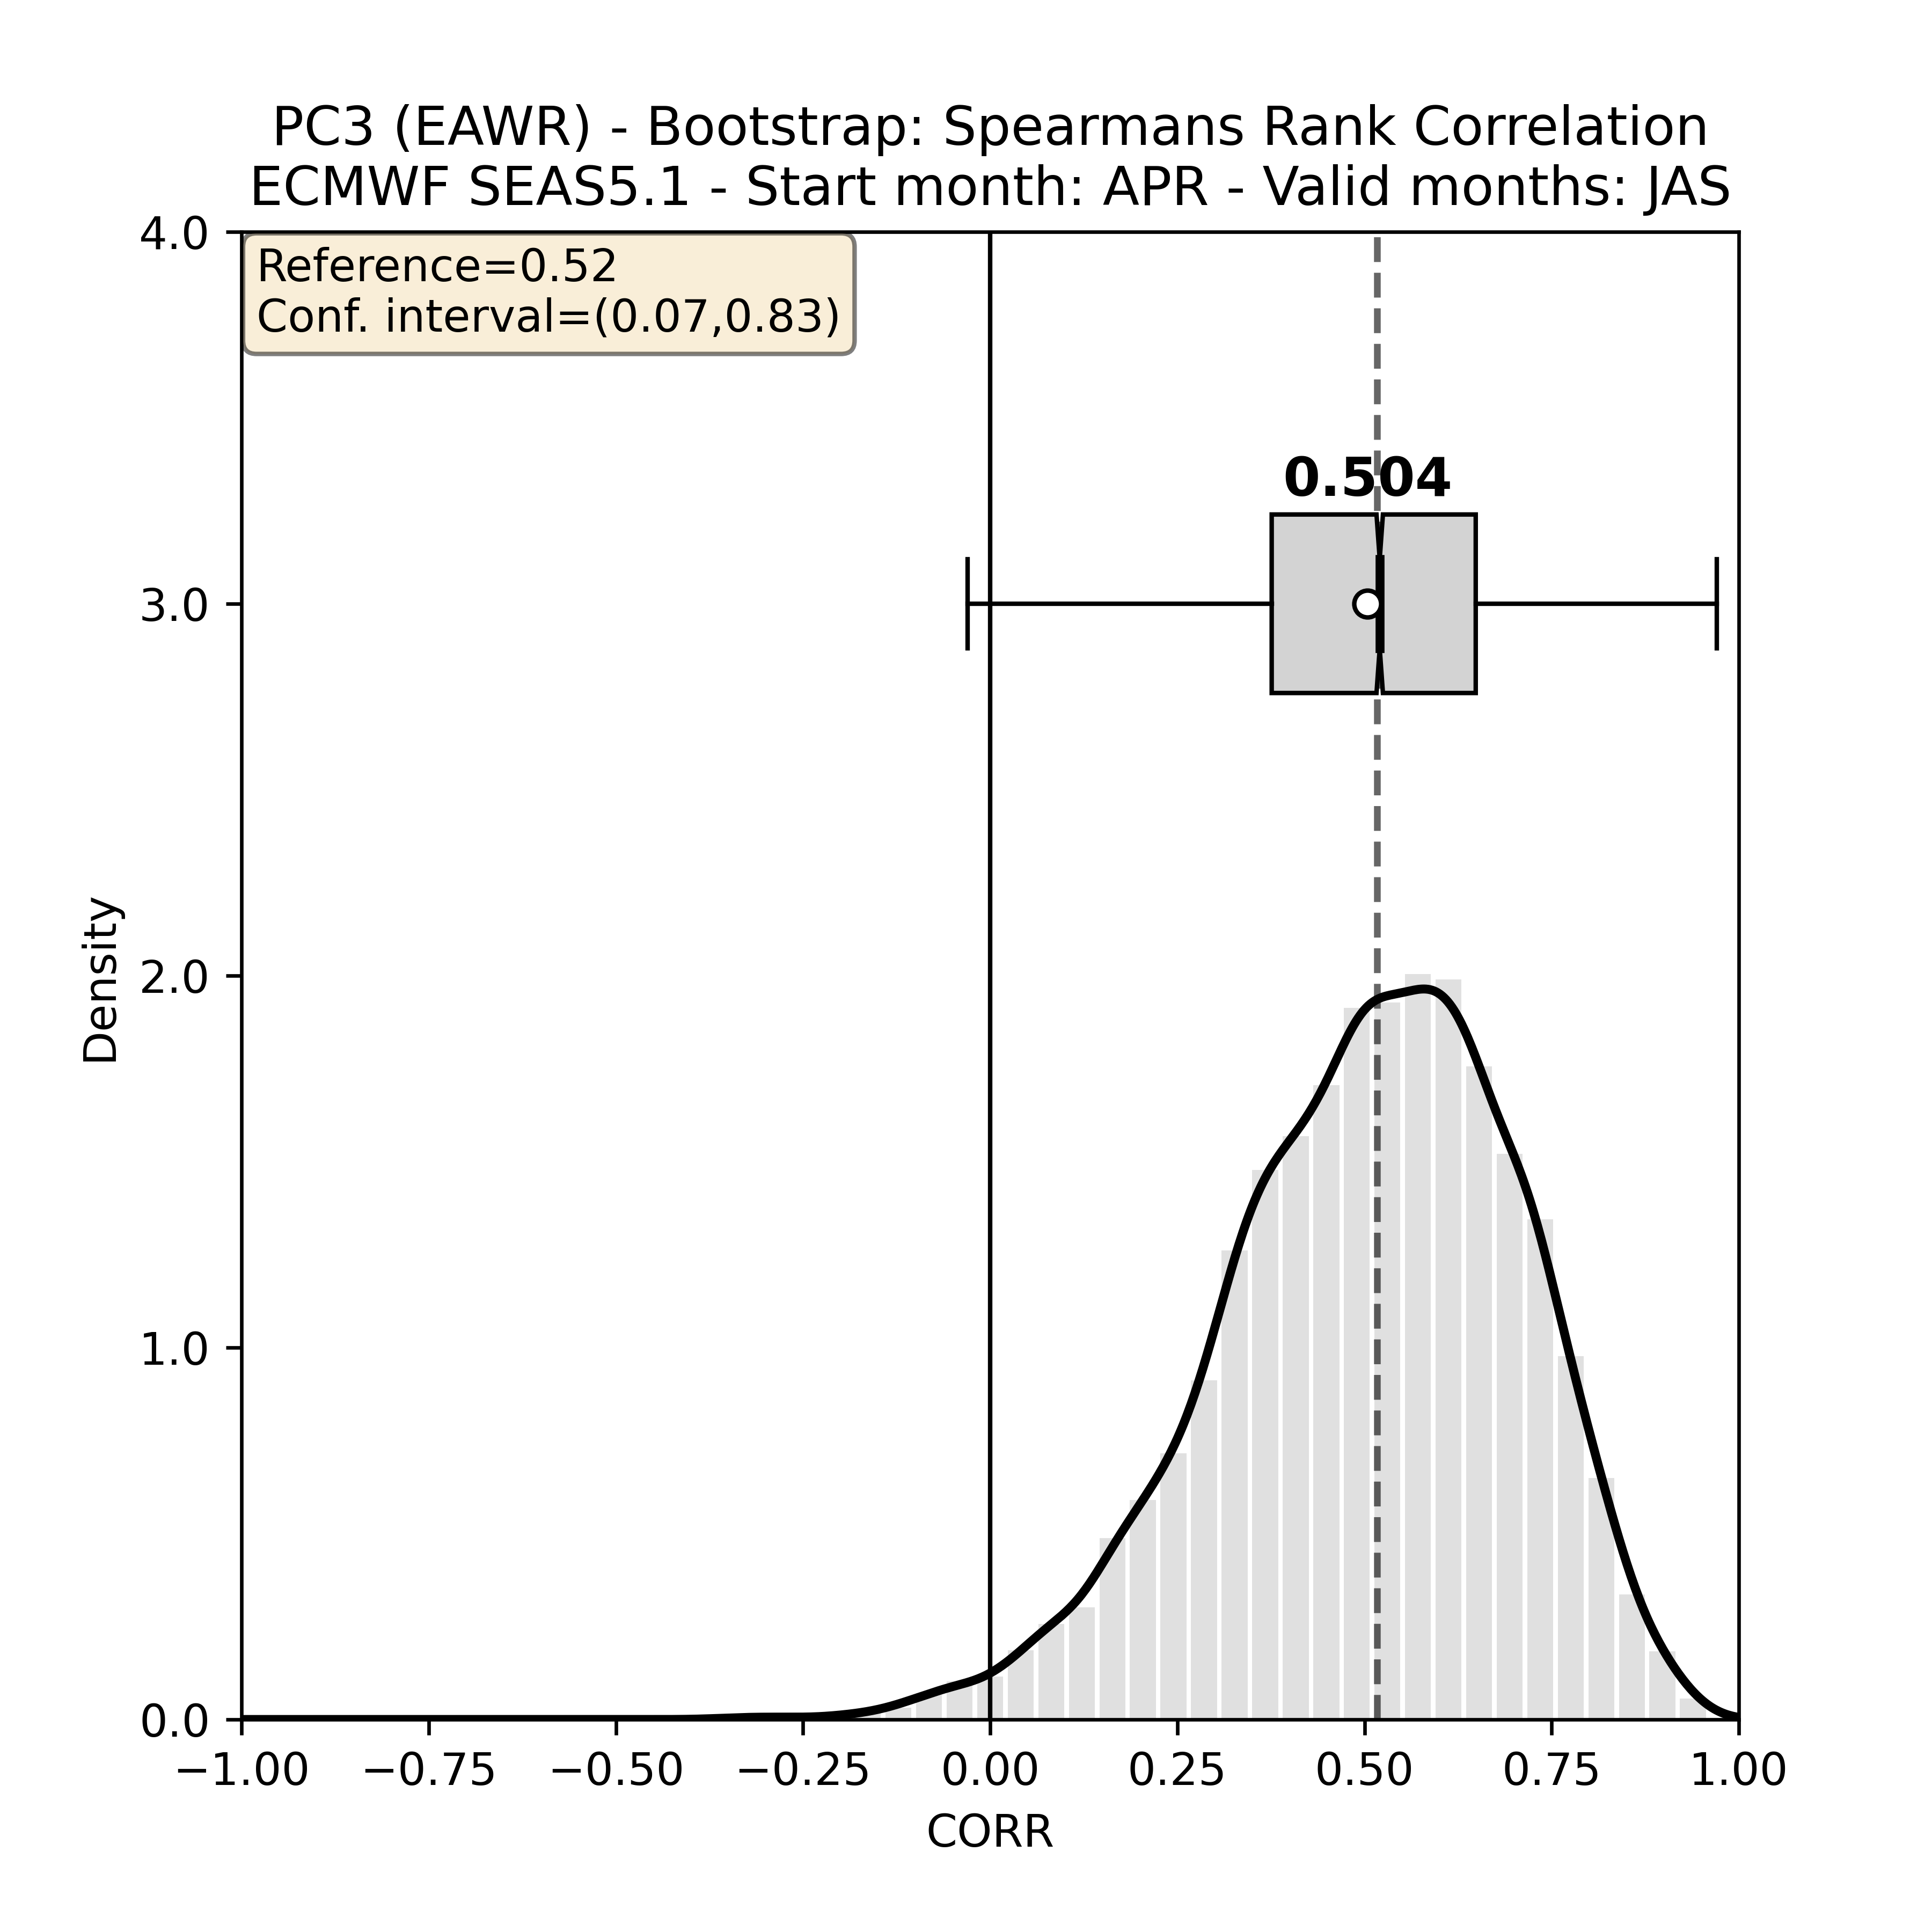 PC3 (EAWR) - Bootstrap: Spearmans Rank Correlation
ECMWF SEAS5.1 - Start month: APR - Valid months: JAS
Reference=0.52
Conf. interval=(0.07,0.83)
0.504
4.0
3.0
2.0
1.0
0.0
Density
−1.00 −0.75 −0.50 −0.25 0.00 0.25 0.50 0.75 1.00
CORR